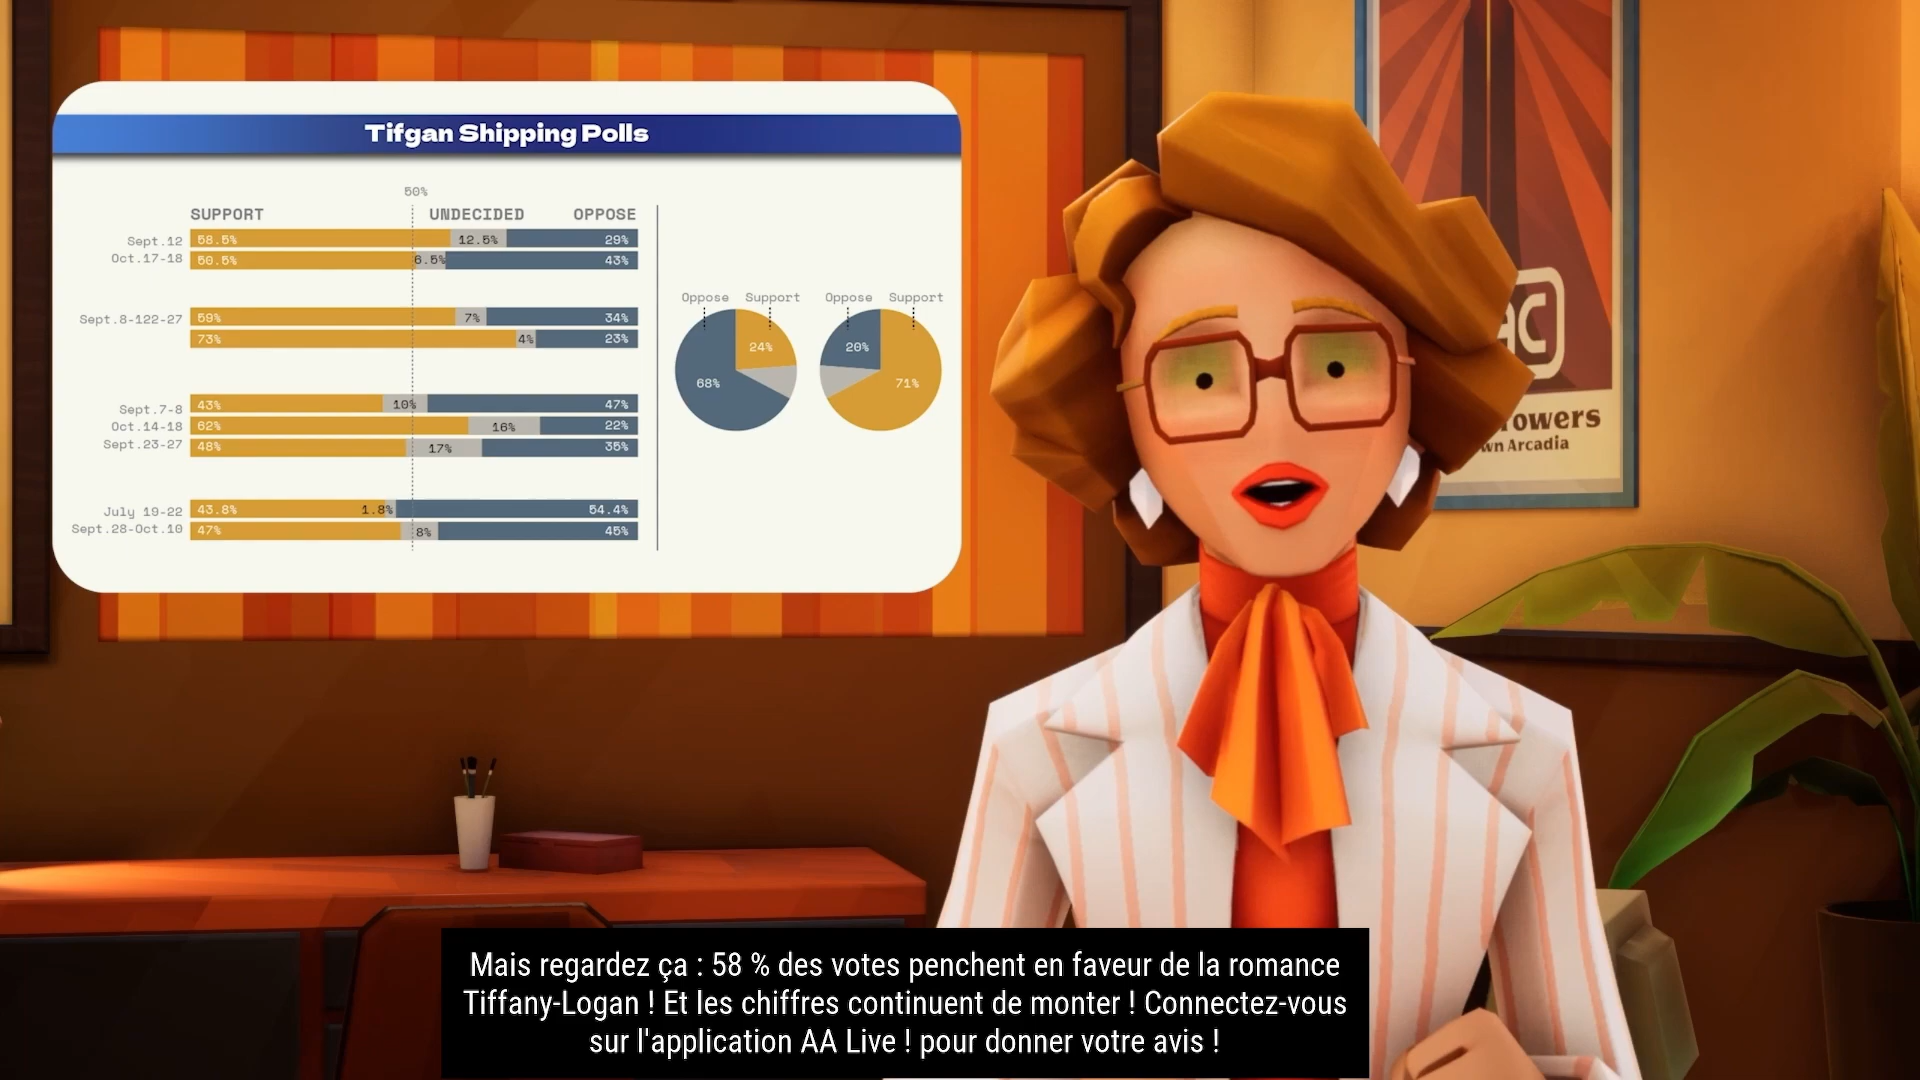 Tifgan Shipping Polls
50%
SUPPORT UNDECIDED OPPOSE
Sept.12 58.5% 12.5% 29%
Oct.17-18 50.5% 6.5% 43%
Sept.8-122-27 59% 7% 34%
73% 4% 23%
Sept.7-8 43% 10% 47%
Oct.14-18 62% 16% 22%
Sept.23-27 48% 17% 35%
July 19-22 43.8% 1.8% 54.4%
Sept.28-Oct.10 47% 8% 45%
Oppose Support Oppose Support
24% 20%
68% 71%
Arcadia
Mais regardez ça : 58 % des votes penchent en faveur de la romance
Tiffany-Logan ! Et les chiffres continuent de monter ! Connectez-vous
sur l'application AA Live ! pour donner votre avis !